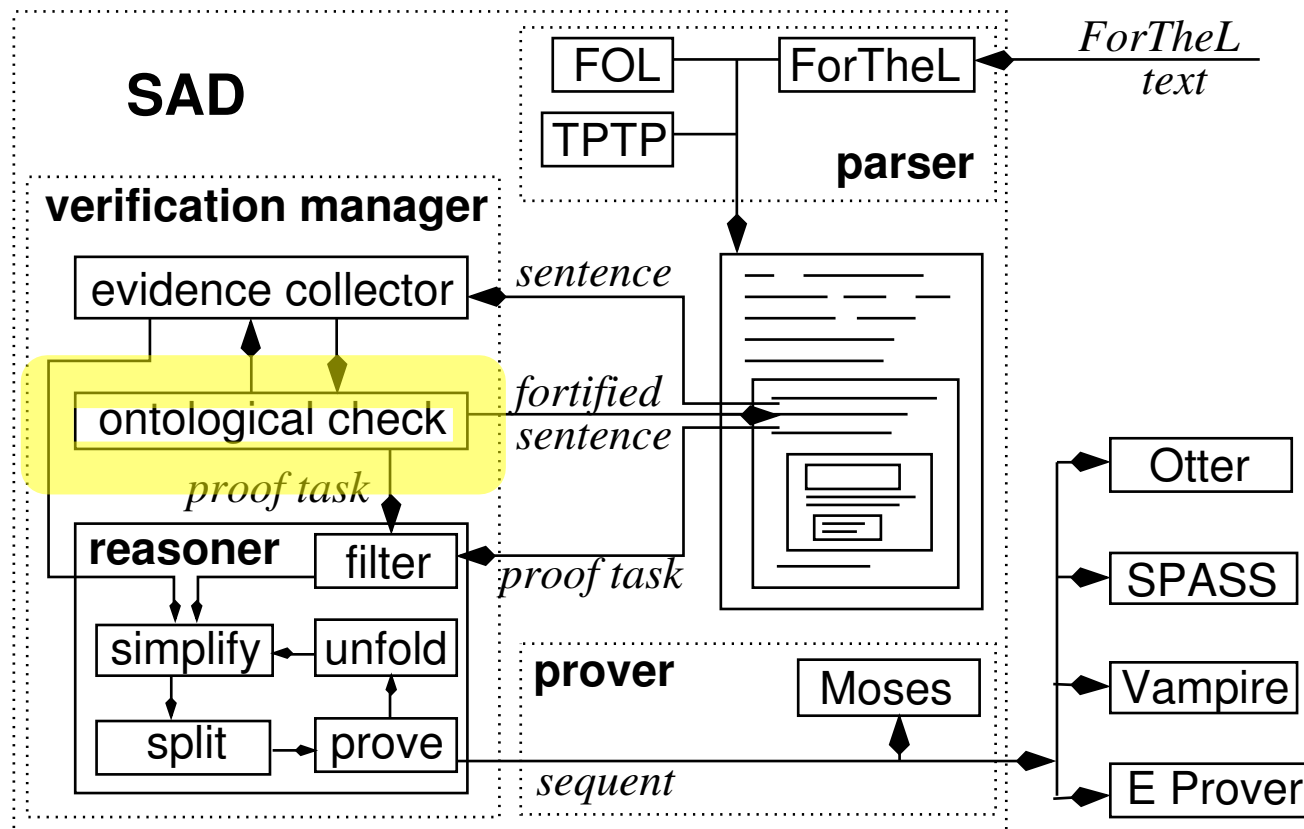 ForTheL
text
SAD
FOL
ForTheL
TPTP
parser
verification manager
evidence collector
sentence
ontological check
fortified
sentence
proof task
reasoner
filter
proof task
simplify
unfold
split
prove
prover
Moses
sequent
Otter
SPASS
Vampire
E Prover